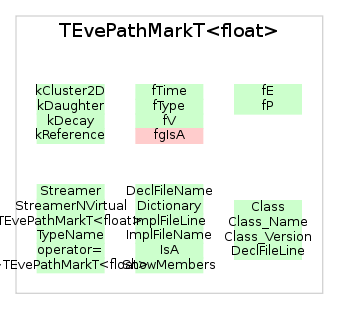 TEvePathMarkT<float>
kCluster2D
kDaughter
kDecay
kReference
fTime
fType
fV
fgIsA
fE
fP
Streamer
StreamerNVirtual
TEvePathMarkT<float>
TypeName
operator=
~TEvePathMarkT<float>
DeclFileName
Dictionary
ImplFileLine
ImplFileName
IsA
ShowMembers
Class
Class_Name
Class_Version
DeclFileLine